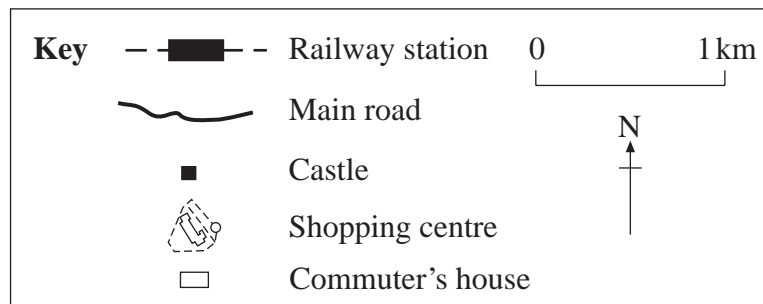 Key Railway station 0 1 km
Main road
N
Castle
Shopping centre
Commuter's house